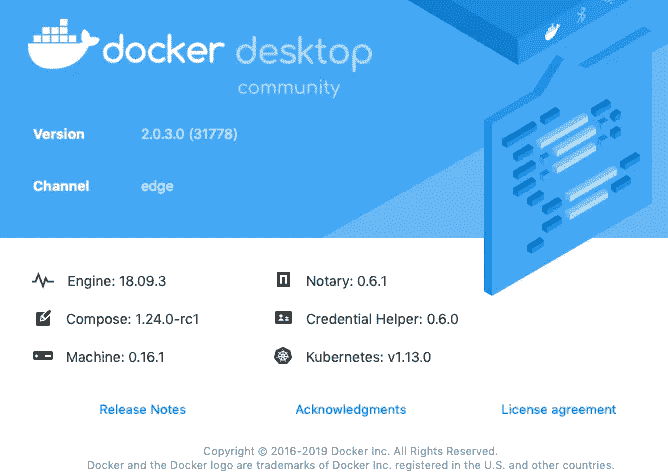 docker desktop
community
Version 2.0.3.0 (31778)
Channel edge
Engine: 18.09.3 Notary: 0.6.1
Compose: 1.24.0-rc1 Credential Helper: 0.6.0
Machine: 0.16.1 Kubernetes: v1.13.0
Release Notes Acknowledgments License agreement
Copyright © 2016-2019 Docker Inc. All Rights Reserved.
Docker and the Docker logo are trademarks of Docker Inc. registered in the U.S. and other countries.